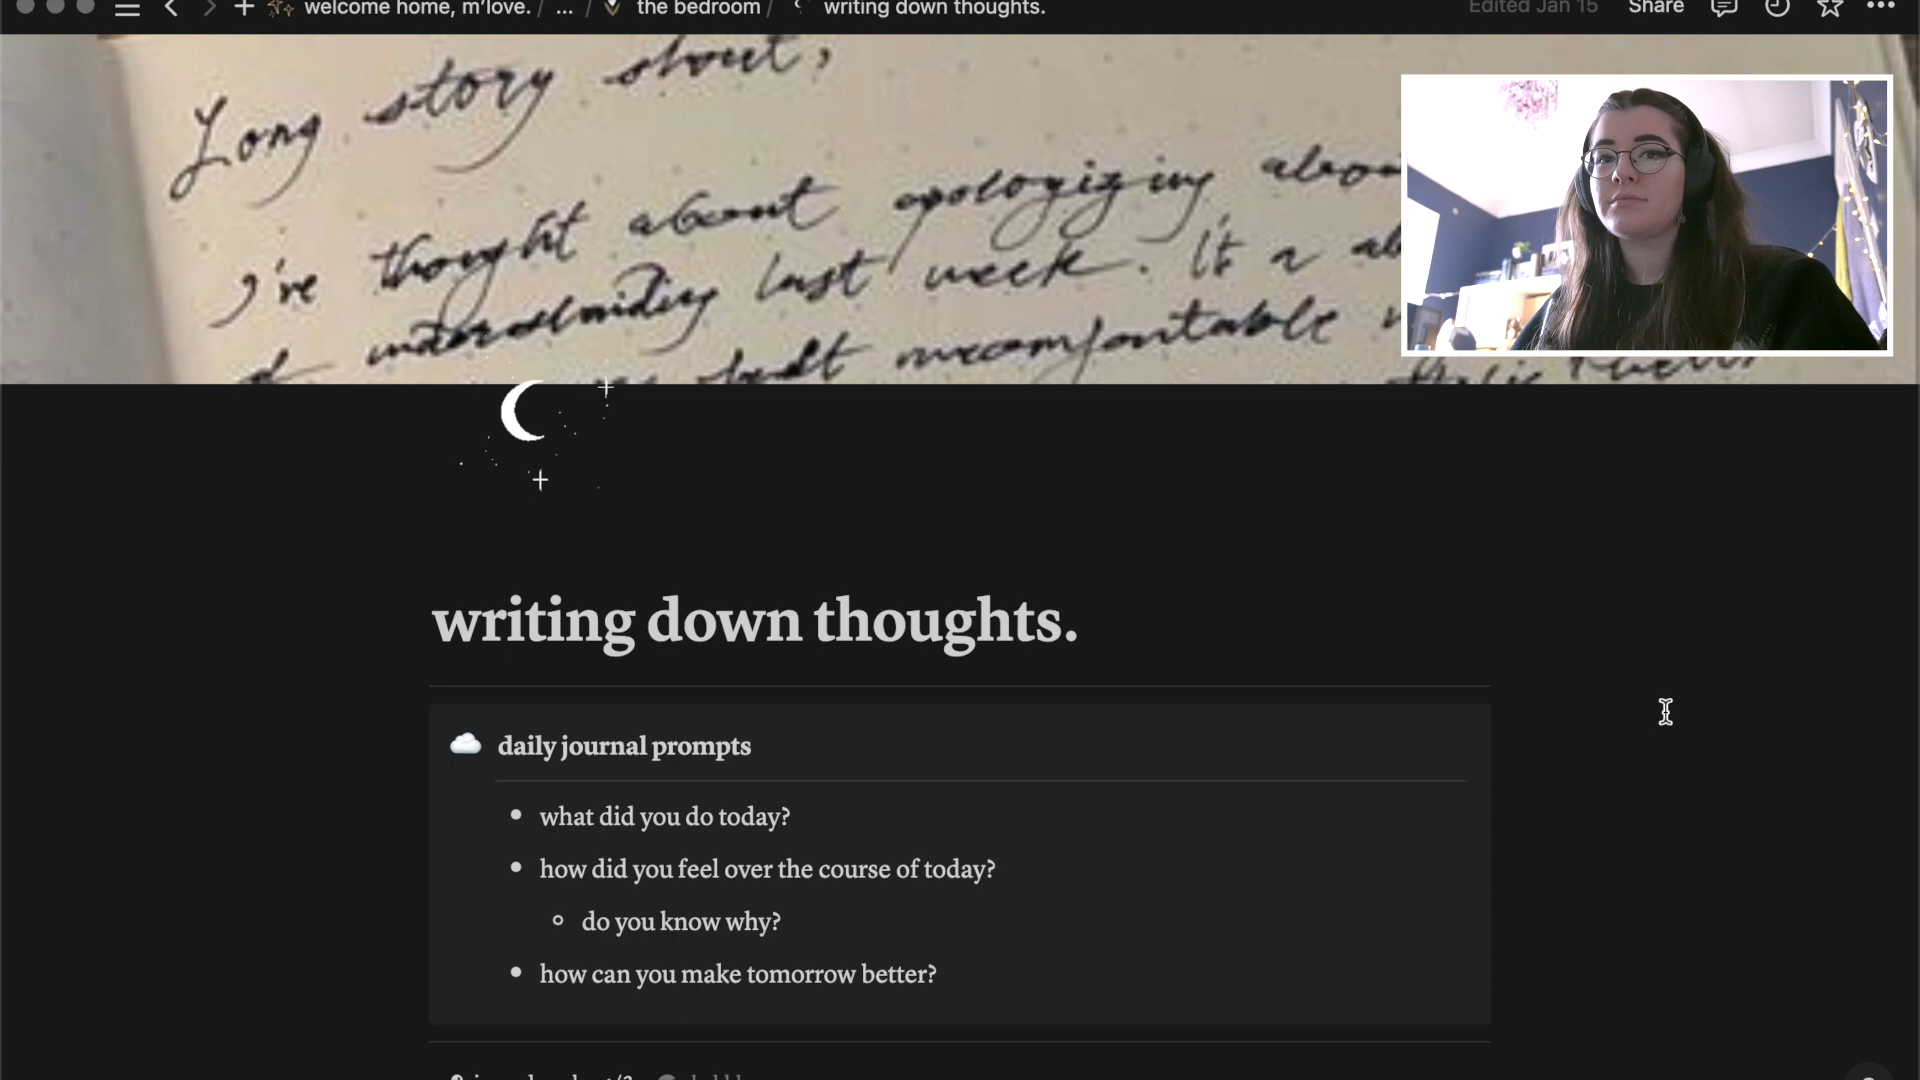 welcome home, m'love. / ... / the bedroom / writing down thoughts.
Edited Jan 15 Share
Long story short,
I've thought about apologizing
misunderstanding last week. It
felt uncomfortable
writing down thoughts.
daily journal prompts
what did you do today?
how did you feel over the course of today?
do you know why?
how can you make tomorrow better?